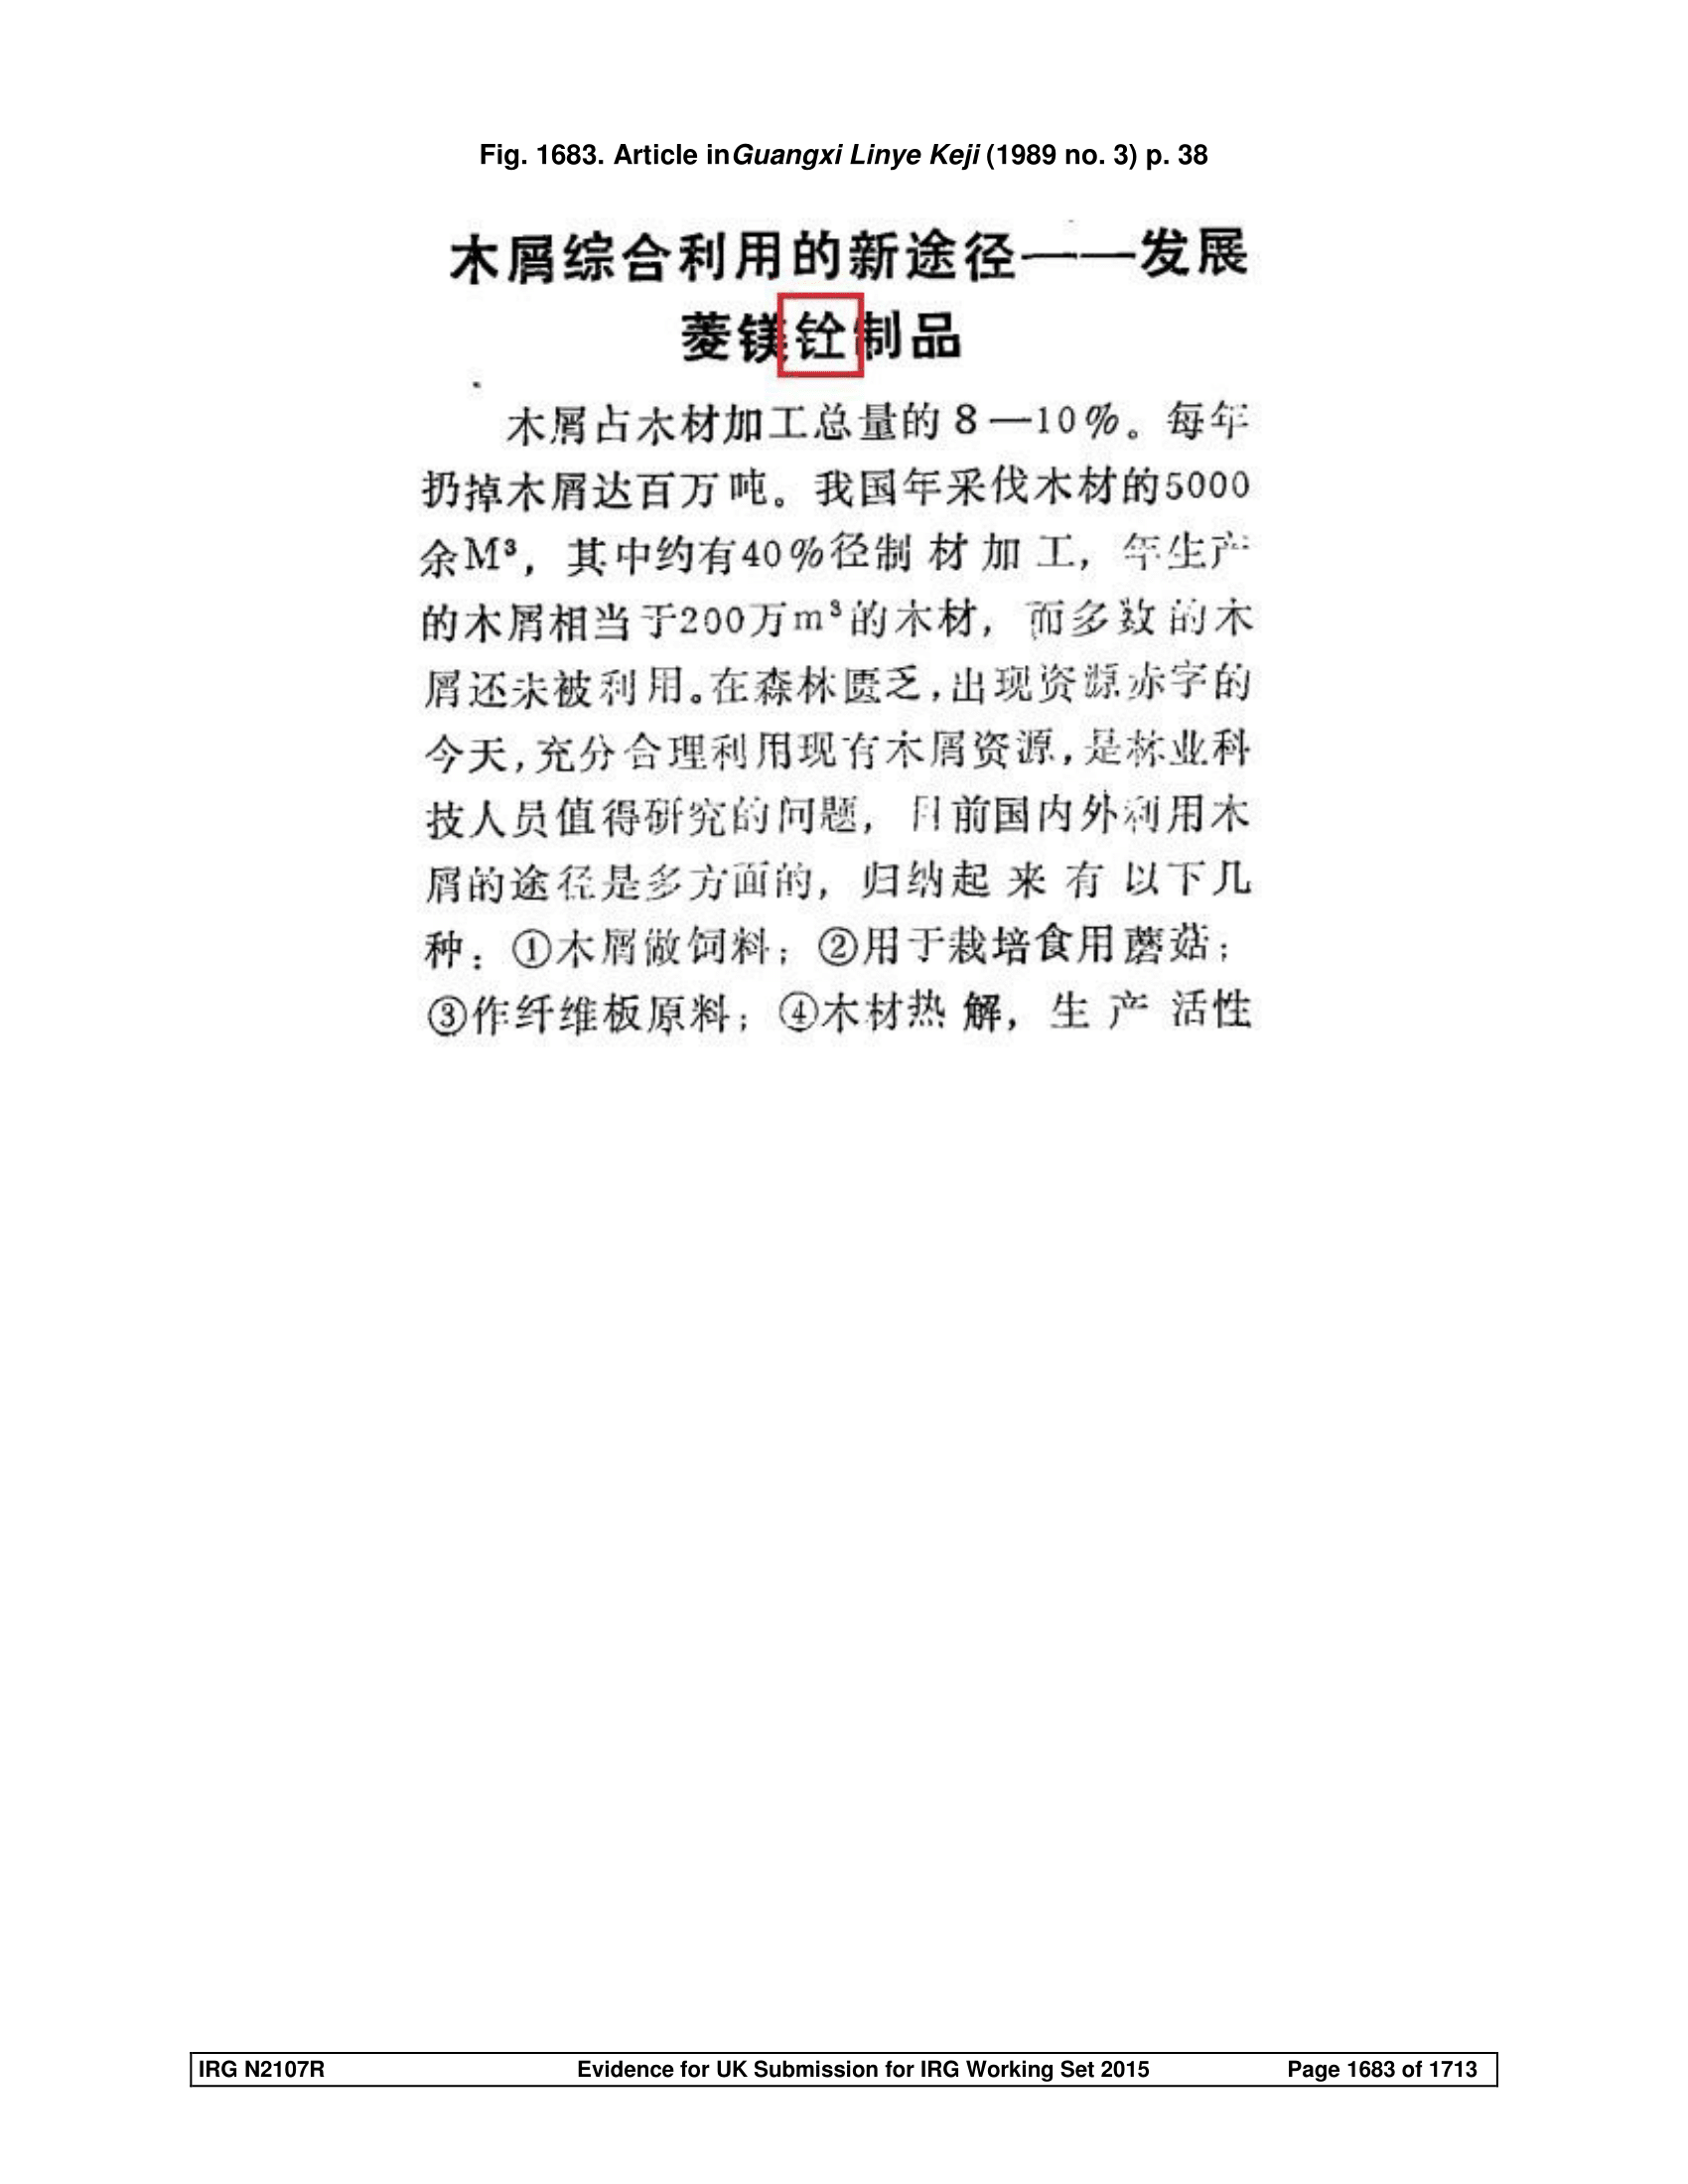 Fig. 1683. Article in Guangxi Linye Keji (1989 no. 3) p. 38
木屑综合利用的新途径——发展
菱镁制品
木屑占木材加工总量的8—10%。每年
扔掉木屑达百万吨。我国年采伐木材的5000
余M³，其中约有40%径制材加工，年生产
的木屑相当于200万m³的木材，而多数的木
屑还未被利用。在森林匮乏，出现资源赤字的
今天，充分合理利用现有木屑资源，是林业科
技人员值得研究的问题，目前国内外利用木
屑的途径是多方面的，归纳起来有以下几
种：①木屑做饲料；②用于栽培食用蘑菇；
③作纤维板原料；④木材热解，生产活性
IRG N2107R Evidence for UK Submission for IRG Working Set 2015 Page 1683 of 1713